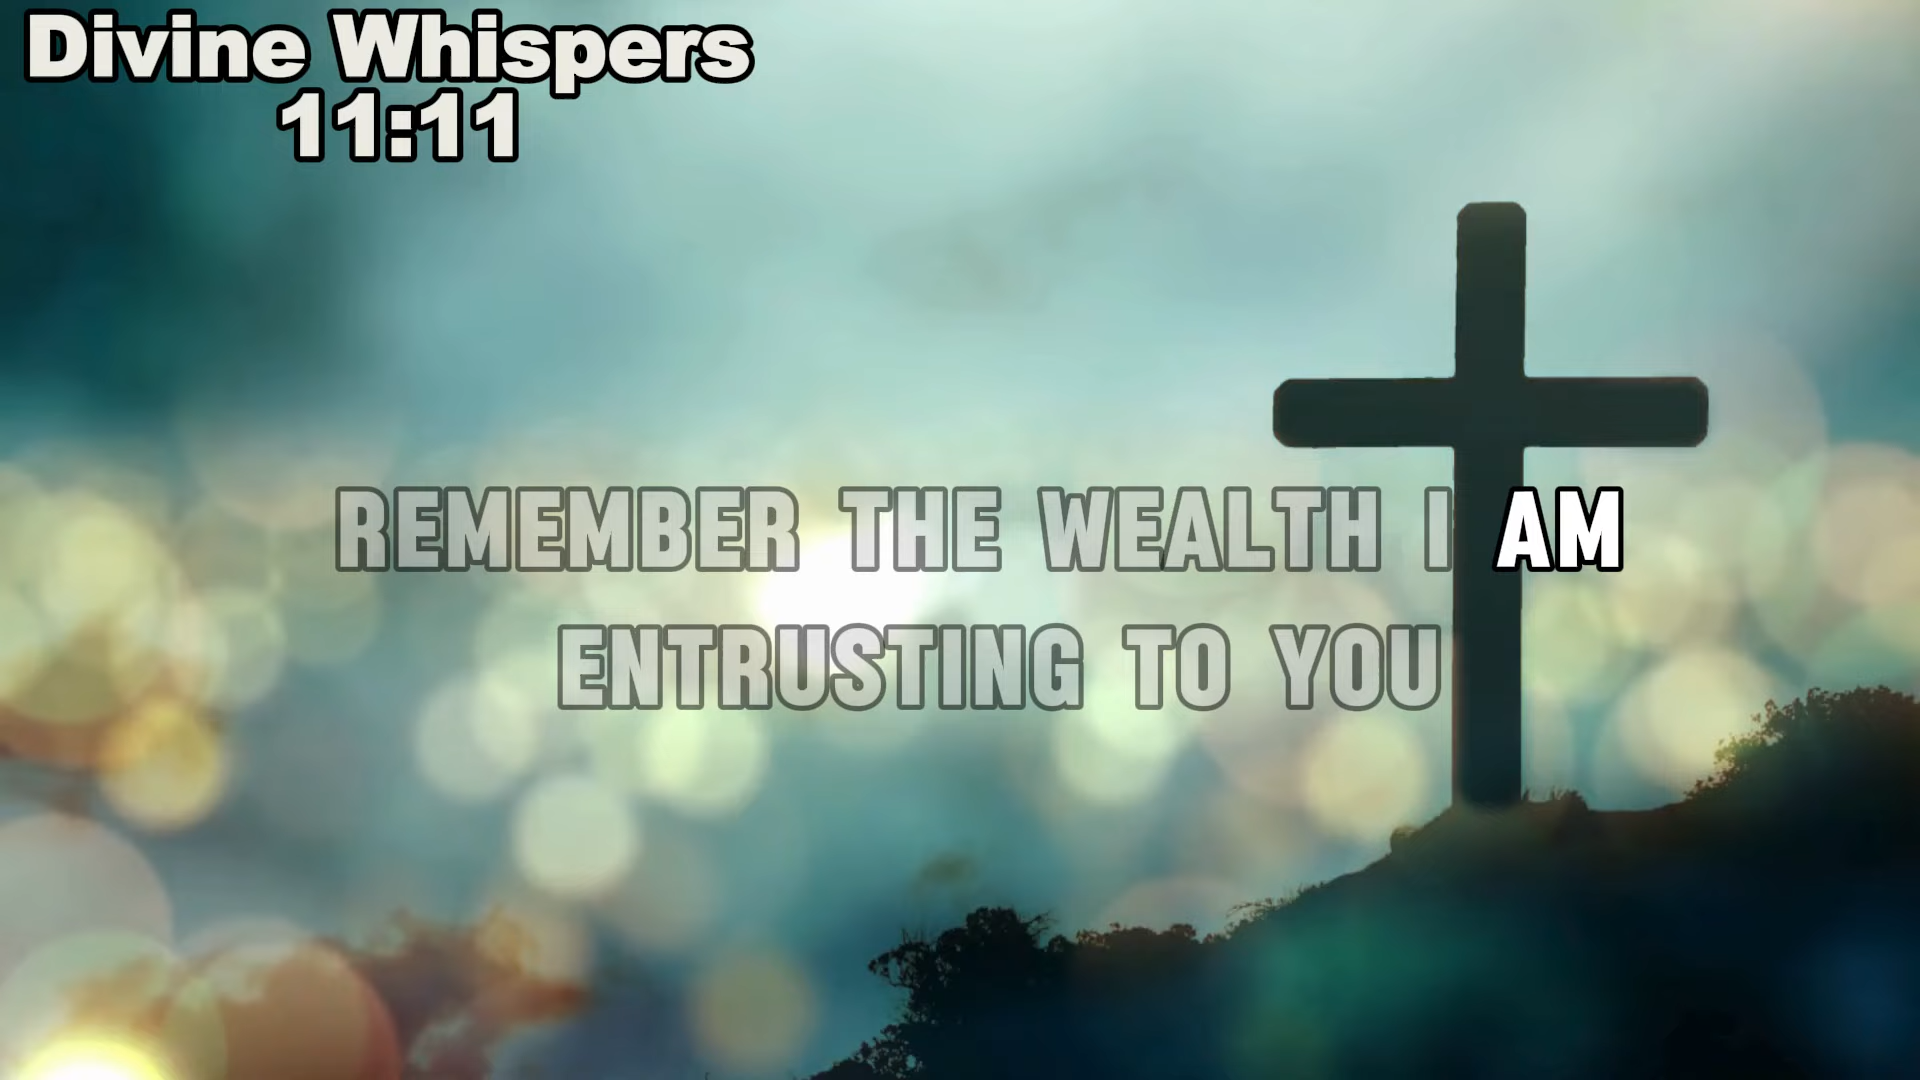 Divine Whispers
11:11
REMEMBER THE WEALTH I AM
ENTRUSTING TO YOU